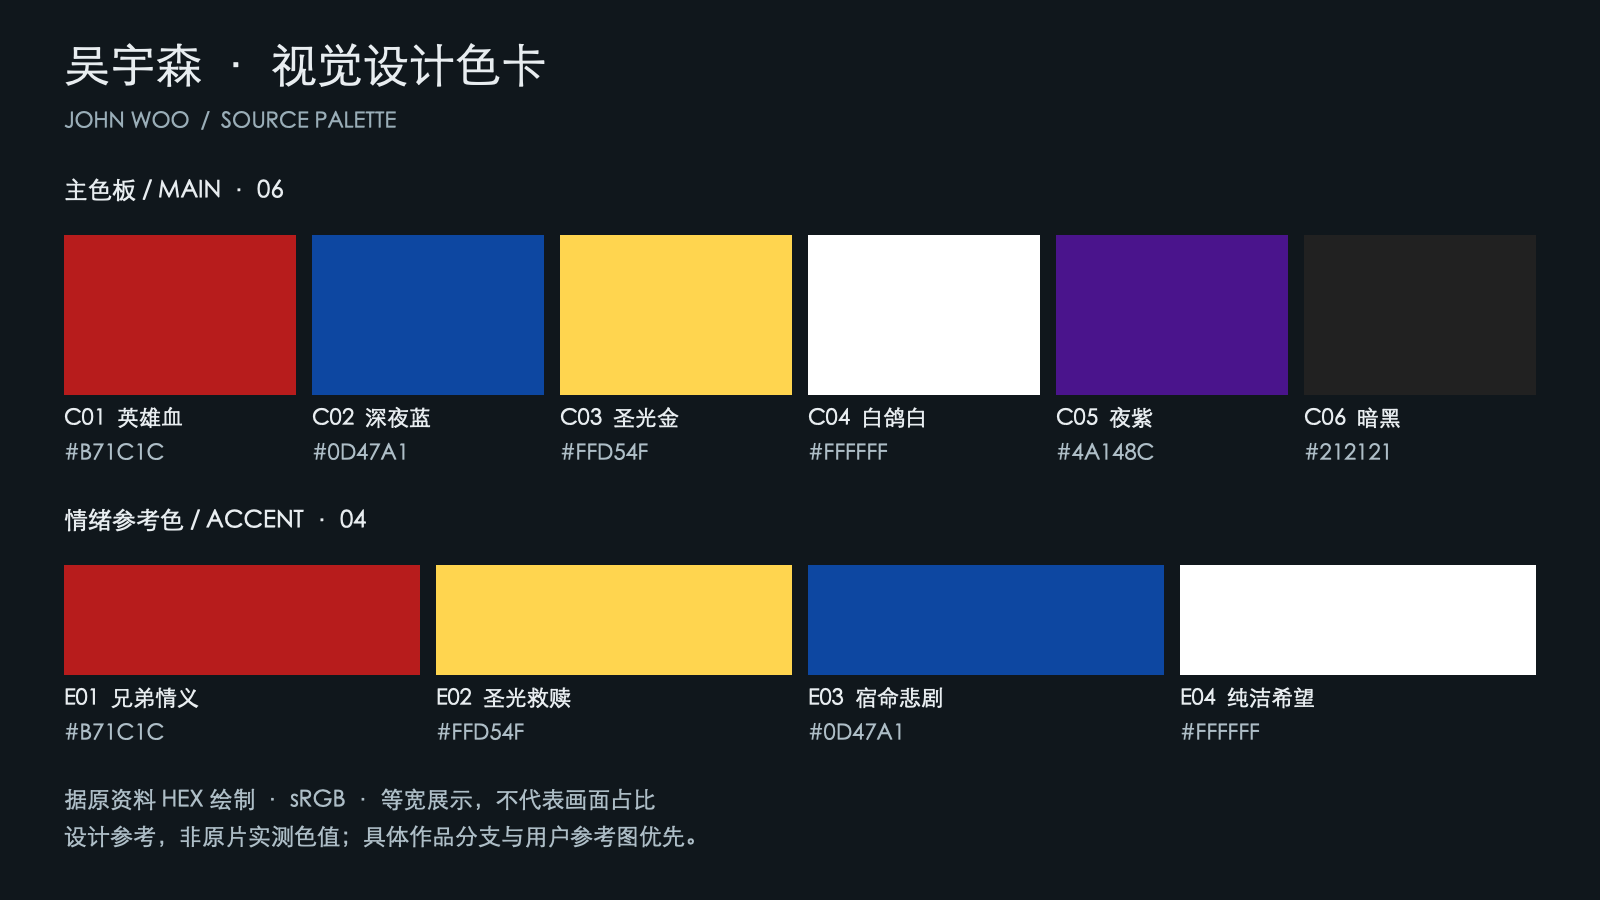 吴宇森 · 视觉设计色卡
JOHN WOO / SOURCE PALETTE
主色板 / MAIN · 06
C01 英雄血
#B71C1C
C02 深夜蓝
#0D47A1
C03 圣光金
#FFD54F
C04 白鸽白
#FFFFFF
C05 夜紫
#4A148C
C06 暗黑
#212121
情绪参考色 / ACCENT · 04
E01 兄弟情义
#B71C1C
E02 圣光救赎
#FFD54F
E03 宿命悲剧
#0D47A1
E04 纯洁希望
#FFFFFF
据原资料 HEX 绘制 · sRGB · 等宽展示，不代表画面占比
设计参考，非原片实测色值；具体作品分支与用户参考图优先。